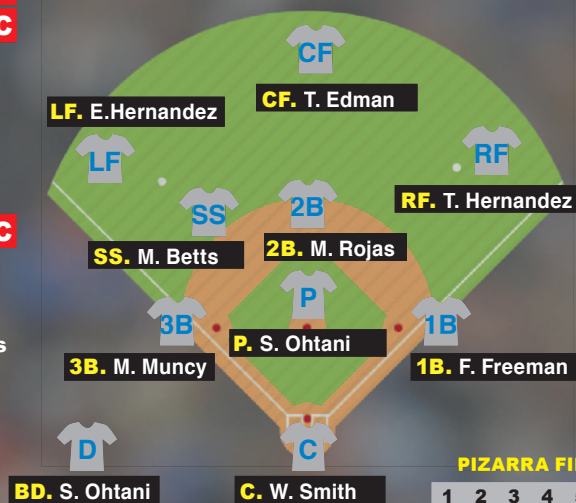 C
CF
CF. T. Edman
LF. E.Hernandez
LF
RF
RF. T. Hernandez
SS
2B
C
SS. M. Betts
2B. M. Rojas
P
3B
1B
P. S. Ohtani
s
3B. M. Muncy
1B. F. Freeman
D
C
PIZARRA FI
BD. S. Ohtani
C. W. Smith
1 2 3 4